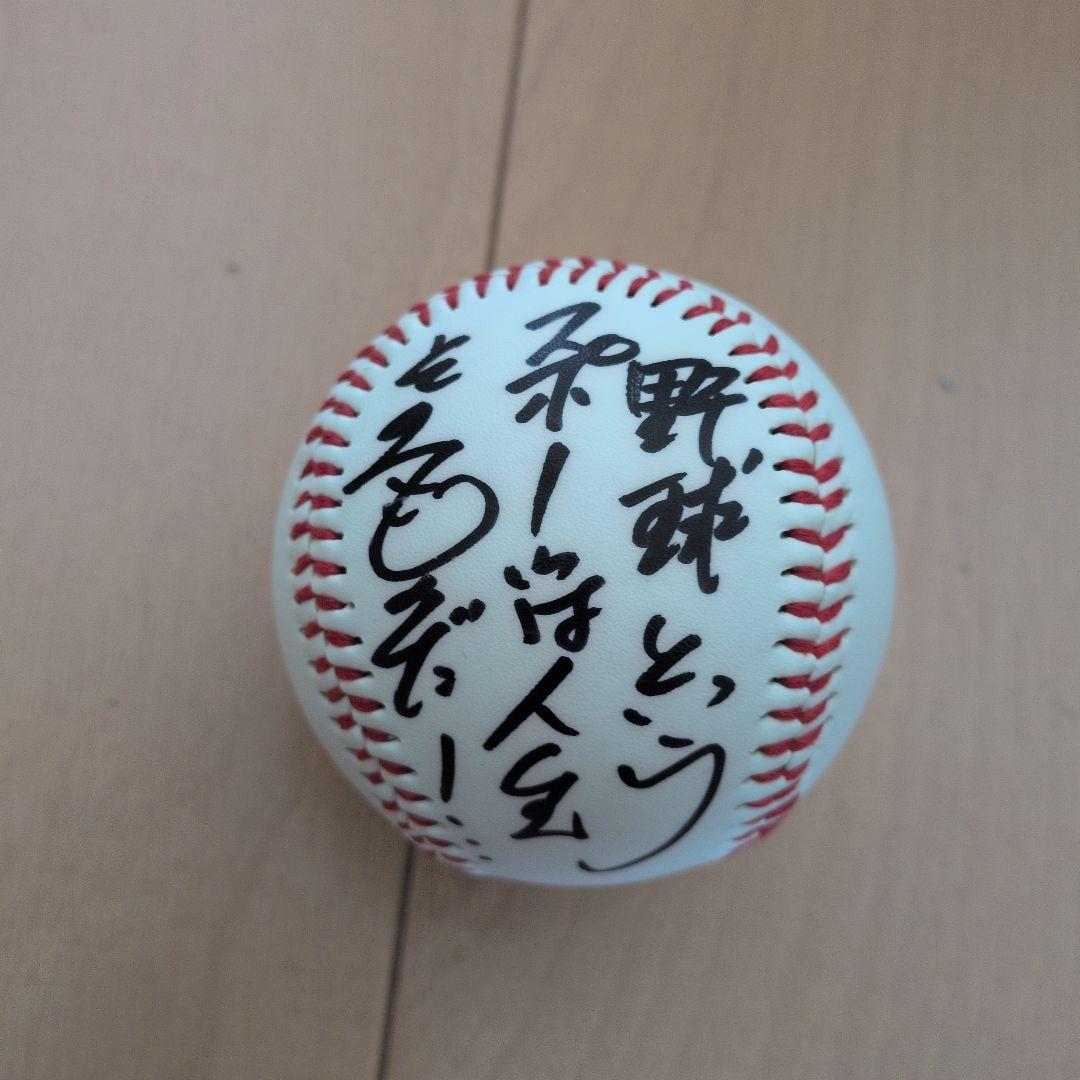 野球という
スポーツは人生
そのものだ!